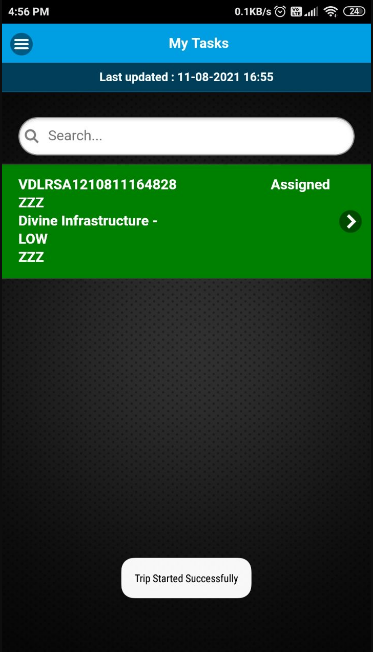 4:56 PM 0.1KB/s 24
My Tasks
Last updated : 11-08-2021 16:55
Search...
VDLRSA1210811164828 Assigned
ZZZ
Divine Infrastructure -
LOW
ZZZ
Trip Started Successfully